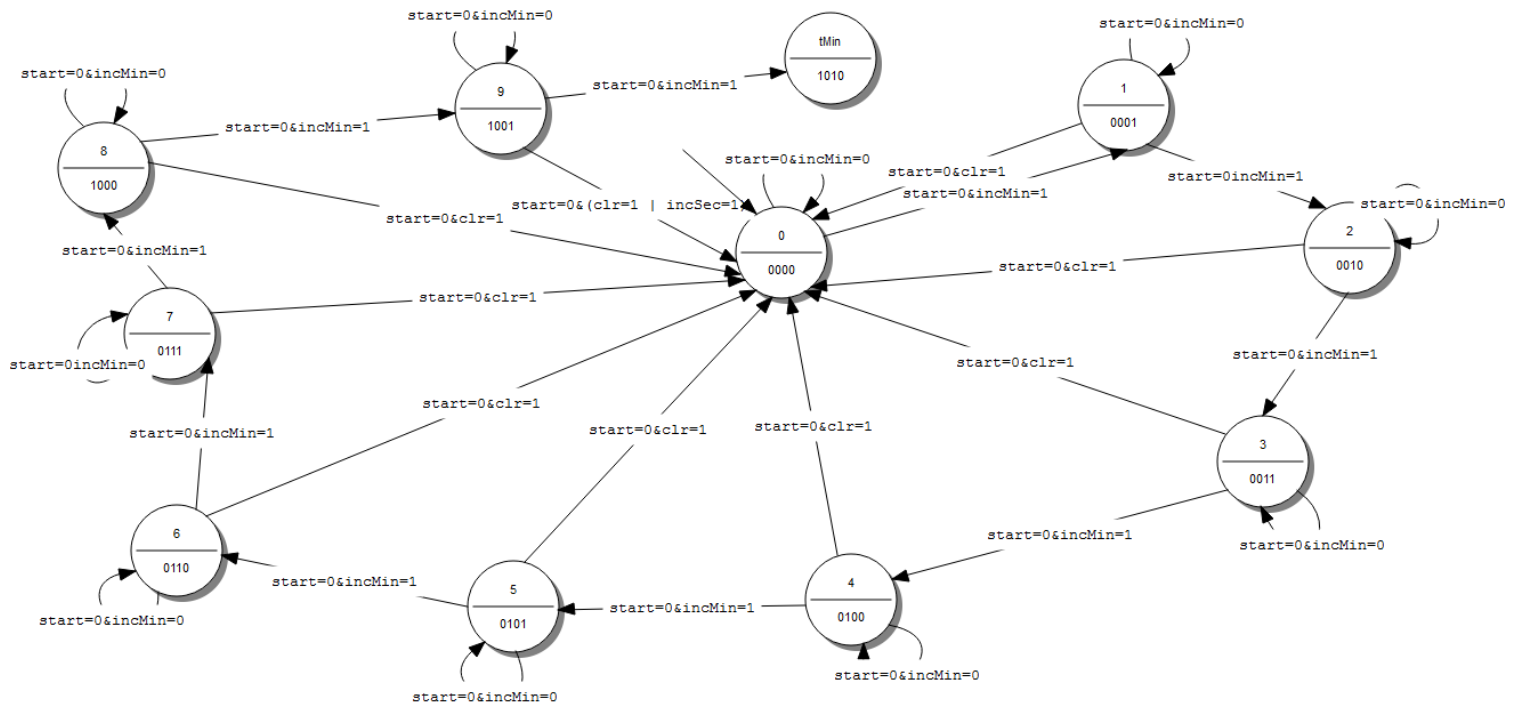 start=0&incMin=0
tMin
1010
start=0&incMin=0
start=0&incMin=0
9
1001
start=0&incMin=1
1
0001
8
1000
start=0&incMin=1
start=0&incMin=0
start=0&clr=1
start=0&incMin=1
start=0incMin=1
start=0&incMin=0
start=0&(clr=1 | incSec=1
start=0&clr=1
0
0000
2
0010
start=0&incMin=1
start=0&clr=1
start=0&clr=1
7
0111
start=0incMin=0
start=0&incMin=1
start=0&clr=1
start=0&clr=1
start=0&clr=1
start=0&clr=1
start=0&incMin=1
3
0011
6
0110
start=0&incMin=1
start=0&incMin=0
start=0&incMin=1
5
0101
start=0&incMin=1
4
0100
start=0&incMin=0
start=0&incMin=0
start=0&incMin=0